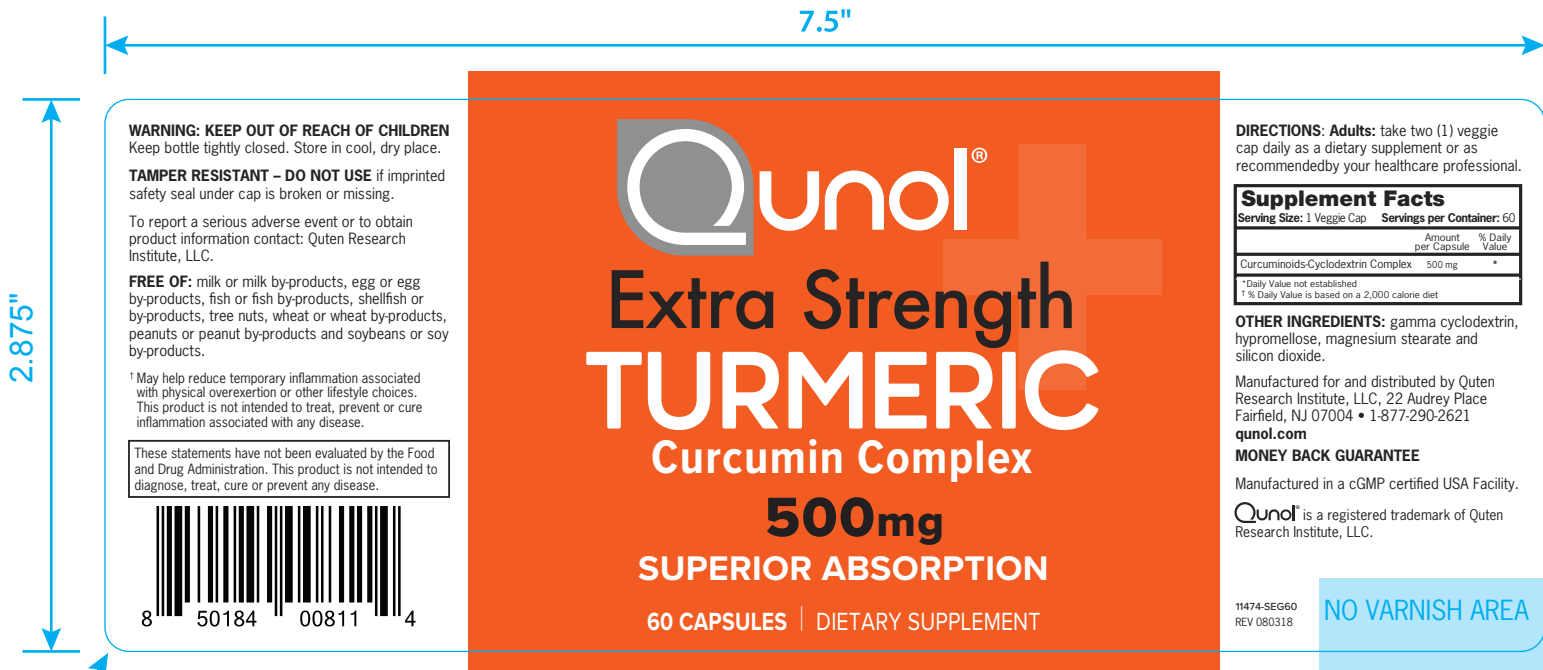 7.5"
2.875"
WARNING: KEEP OUT OF REACH OF CHILDREN
Keep bottle tightly closed. Store in cool, dry place.
TAMPER RESISTANT – DO NOT USE if imprinted
safety seal under cap is broken or missing.
To report a serious adverse event or to obtain
product information contact: Quten Research
Institute, LLC.
FREE OF: milk or milk by-products, egg or egg
by-products, fish or fish by-products, shellfish or
by-products, tree nuts, wheat or wheat by-products,
peanuts or peanut by-products and soybeans or soy
by-products.
† May help reduce temporary inflammation associated
with physical overexertion or other lifestyle choices.
This product is not intended to treat, prevent or cure
inflammation associated with any disease.
These statements have not been evaluated by the Food
and Drug Administration. This product is not intended to
diagnose, treat, cure or prevent any disease.
8 50184 00811 4
Qunol®
Extra Strength
TURMERIC
Curcumin Complex
500mg
SUPERIOR ABSORPTION
60 CAPSULES | DIETARY SUPPLEMENT
DIRECTIONS: Adults: take two (1) veggie
cap daily as a dietary supplement or as
recommendedby your healthcare professional.
Supplement Facts
Serving Size: 1 Veggie Cap Servings per Container: 60
Amount % Daily
per Capsule Value
Curcuminoids-Cyclodextrin Complex 500 mg *
*Daily Value not established
† % Daily Value is based on a 2,000 calorie diet
OTHER INGREDIENTS: gamma cyclodextrin,
hypromellose, magnesium stearate and
silicon dioxide.
Manufactured for and distributed by Quten
Research Institute, LLC, 22 Audrey Place
Fairfield, NJ 07004 • 1-877-290-2621
qunol.com
MONEY BACK GUARANTEE
Manufactured in a cGMP certified USA Facility.
Qunol® is a registered trademark of Quten
Research Institute, LLC.
11474-SEG60
REV 080318
NO VARNISH AREA